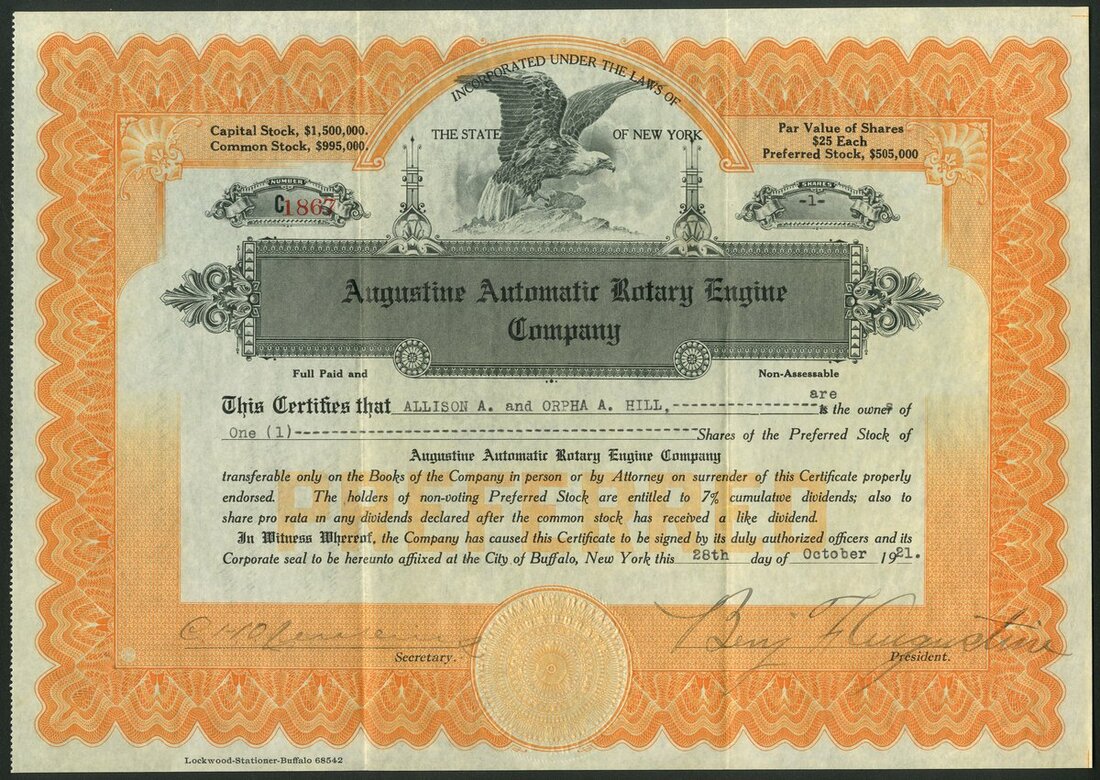 INCORPORATED UNDER THE LAWS OF
THE STATE OF NEW YORK
Capital Stock, $1,500,000.
Common Stock, $995,000.
Par Value of Shares
$25 Each
Preferred Stock, $505,000
NUMBER
C1867
SHARES
-1-
Augustine Automatic Rotary Engine
Company
Full Paid and Non-Assessable
are
This Certifies that ALLISON A. and ORPHA A. HILL, is the owners of
One (1) Shares of the Preferred Stock of
Augustine Automatic Rotary Engine Company
transferable only on the Books of the Company in person or by Attorney on surrender of this Certificate properly
endorsed. The holders of non-voting Preferred Stock are entitled to 7% cumulative dividends; also to
share pro rata in any dividends declared after the common stock has received a like dividend.
In Witness Whereof, the Company has caused this Certificate to be signed by its duly authorized officers and its
Corporate seal to be hereunto affixed at the City of Buffalo, New York this 28th day of October 1921.
PREFERRED
Benj F Augustine
Secretary. President.
Lockwood-Stationer-Buffalo 68542